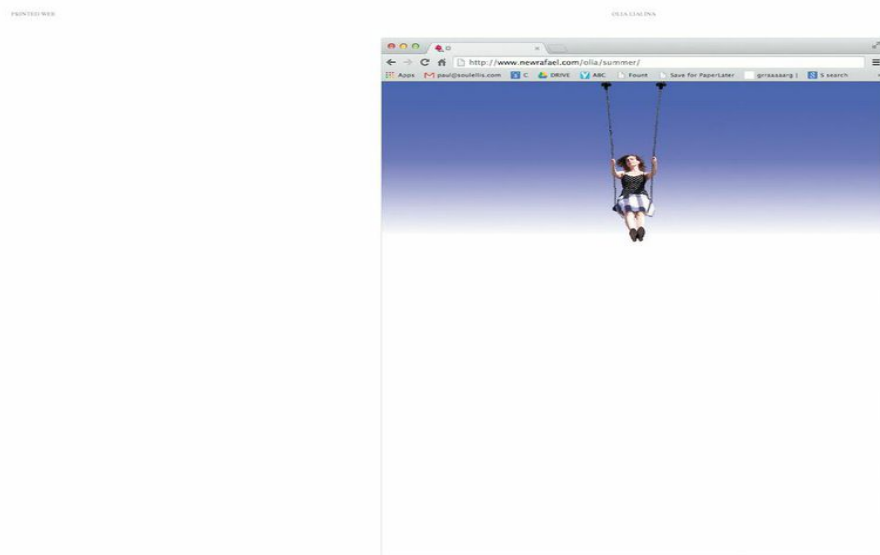 PRINTED WEB
OLIA LIALINA
http://www.newrafael.com/olia/summer/
Apps paul@soulellis.com C DRIVE ABC Fount Save for PaperLater grraaaarg ( S search